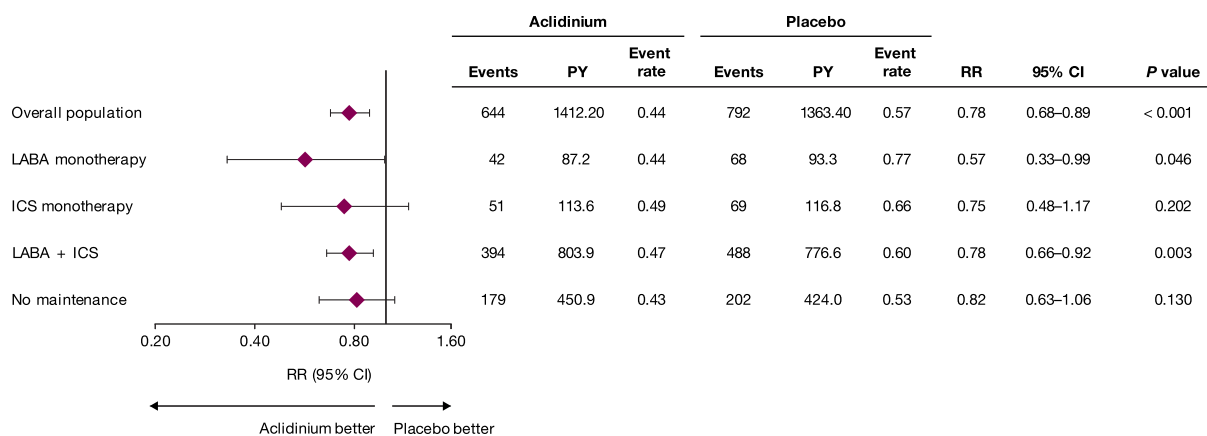 Aclidinium Placebo
Events PY Event rate Events PY Event rate RR 95% CI P value
Overall population 644 1412.20 0.44 792 1363.40 0.57 0.78 0.68–0.89 < 0.001
LABA monotherapy 42 87.2 0.44 68 93.3 0.77 0.57 0.33–0.99 0.046
ICS monotherapy 51 113.6 0.49 69 116.8 0.66 0.75 0.48–1.17 0.202
LABA + ICS 394 803.9 0.47 488 776.6 0.60 0.78 0.66–0.92 0.003
No maintenance 179 450.9 0.43 202 424.0 0.53 0.82 0.63–1.06 0.130
0.20 0.40 0.80 1.60
RR (95% CI)
Aclidinium better Placebo better